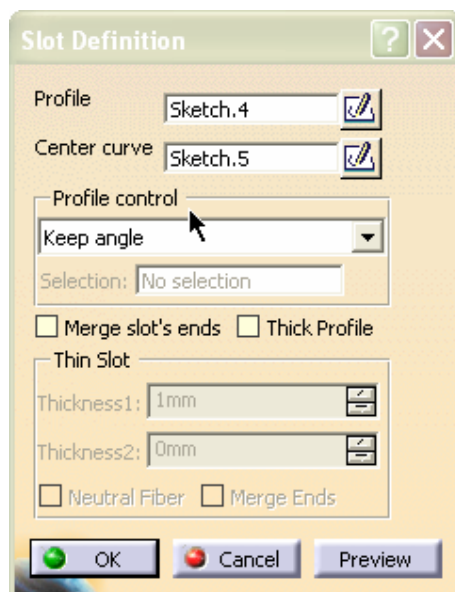 Slot Definition ? X
Profile Sketch.4
Center curve Sketch.5
Profile control
Keep angle
Selection: No selection
Merge slot's ends Thick Profile
Thin Slot
Thickness1: 1mm
Thickness2: 0mm
Neutral Fiber Merge Ends
OK Cancel Preview